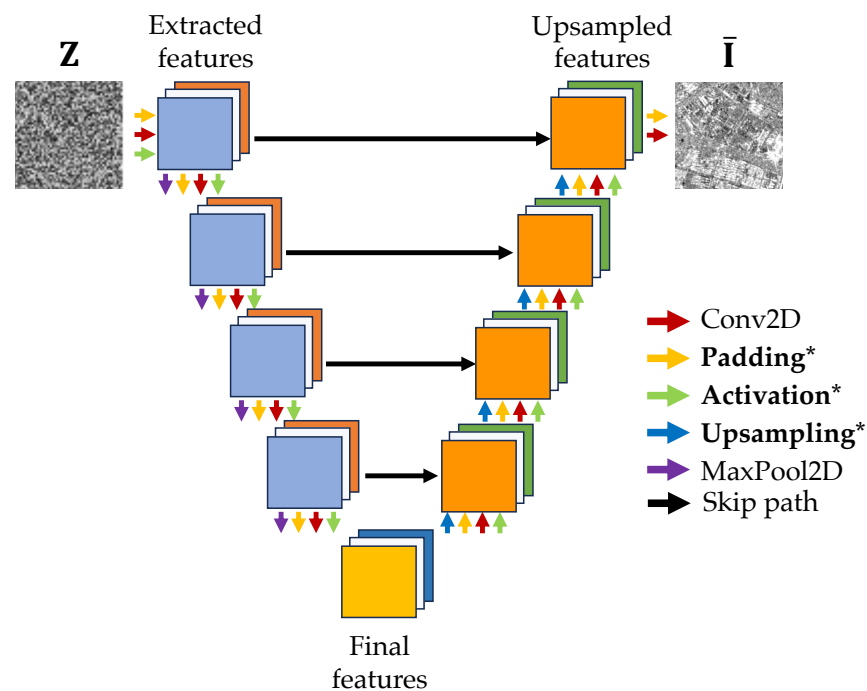 Extracted
features
Upsampled
features
Z
Ī
Conv2D
Padding*
Activation*
Upsampling*
MaxPool2D
Skip path
Final
features